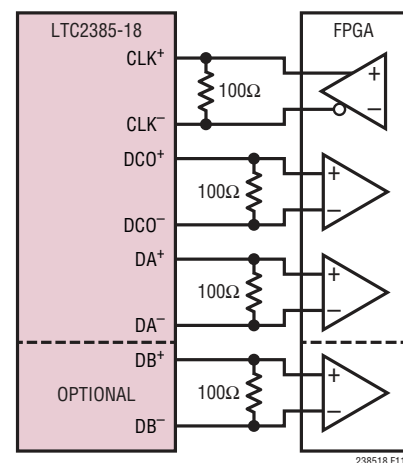 LTC2385-18
FPGA
CLK+
100Ω
CLK−
+
−
DCO+
100Ω
DCO−
+
−
DA+
100Ω
DA−
+
−
DB+
OPTIONAL
100Ω
DB−
+
−
238518 F11